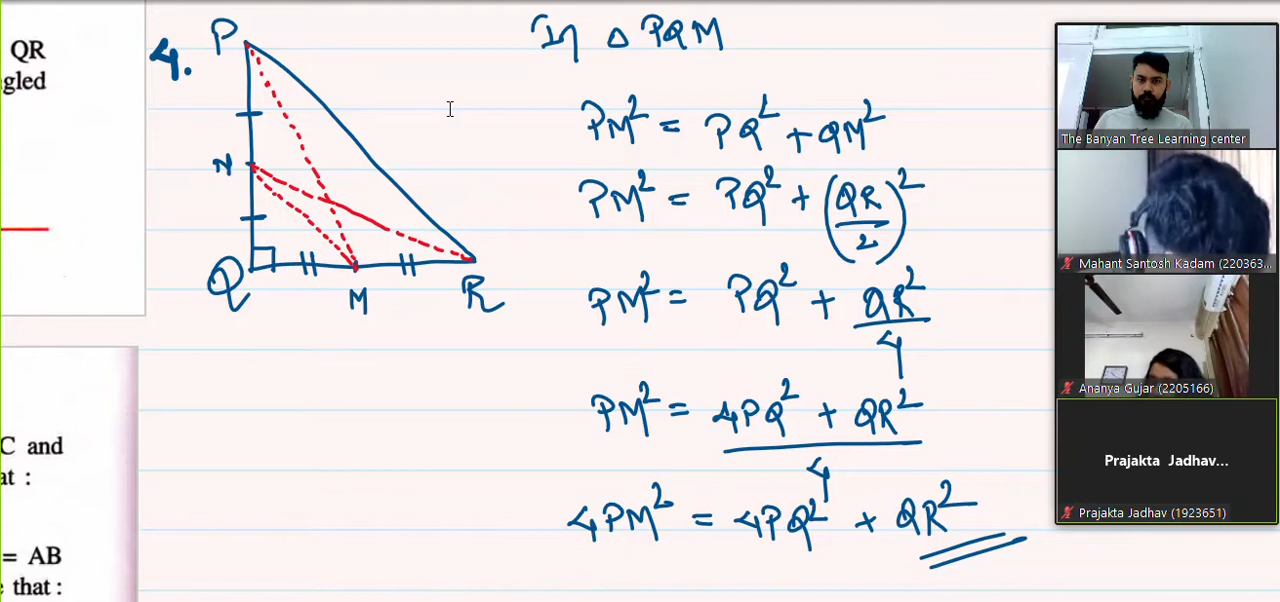 QR
gled
C and
at :
= AB
e that :
4.
P
N
Q
M
R
In △ PQM
PM² = PQ² + QM²
PM² = PQ² + (QR/2)²
PM² = PQ² + QR²/4
PM² = 4PQ² + QR²/4
4PM² = 4PQ² + QR²
The Banyan Tree Learning center
Mahant Santosh Kadam (220363...
Ananya Gujar (2205166)
Prajakta Jadhav...
Prajakta Jadhav (1923651)